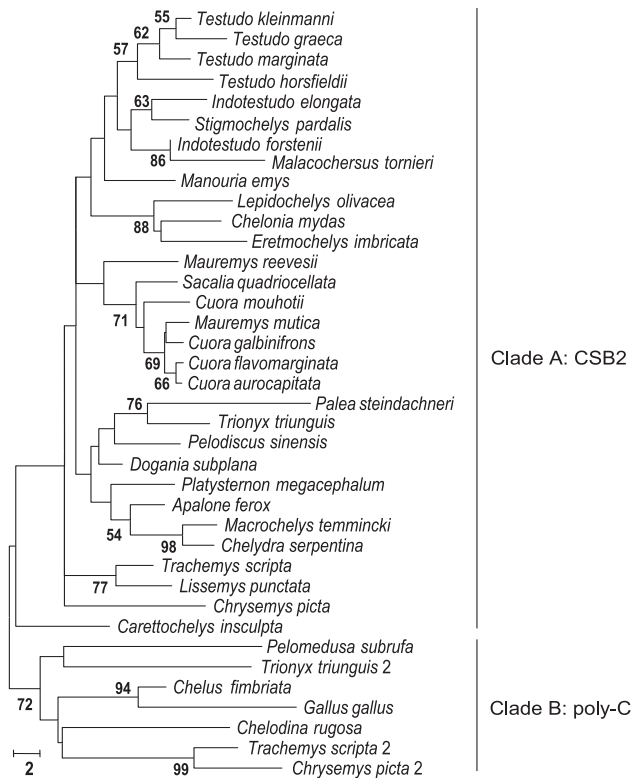 55
Testudo kleinmanni
62
Testudo graeca
57
Testudo marginata
Testudo horsfieldii
63
Indotestudo elongata
Stigmochelys pardalis
Indotestudo forstenii
86
Malacochersus tornieri
Manouria emys
Lepidochelys olivacea
88
Chelonia mydas
Eretmochelys imbricata
Mauremys reevesii
Sacalia quadriocellata
Cuora mouhotii
71
Mauremys mutica
Cuora galbinifrons
Clade A: CSB2
69
Cuora flavomarginata
66
Cuora aurocapitata
76
Palea steindachneri
Trionyx triunguis
Pelodiscus sinensis
Dogania subplana
Platysternon megacephalum
Apalone ferox
54
Macrochelys temmincki
98
Chelydra serpentina
Trachemys scripta
77
Lissemys punctata
Chrysemys picta
Carettochelys insculpta
Pelomedusa subrufa
Trionyx triunguis 2
72
94
Chelus fimbriata
Gallus gallus
Clade B: poly-C
Chelodina rugosa
Trachemys scripta 2
2
99
Chrysemys picta 2